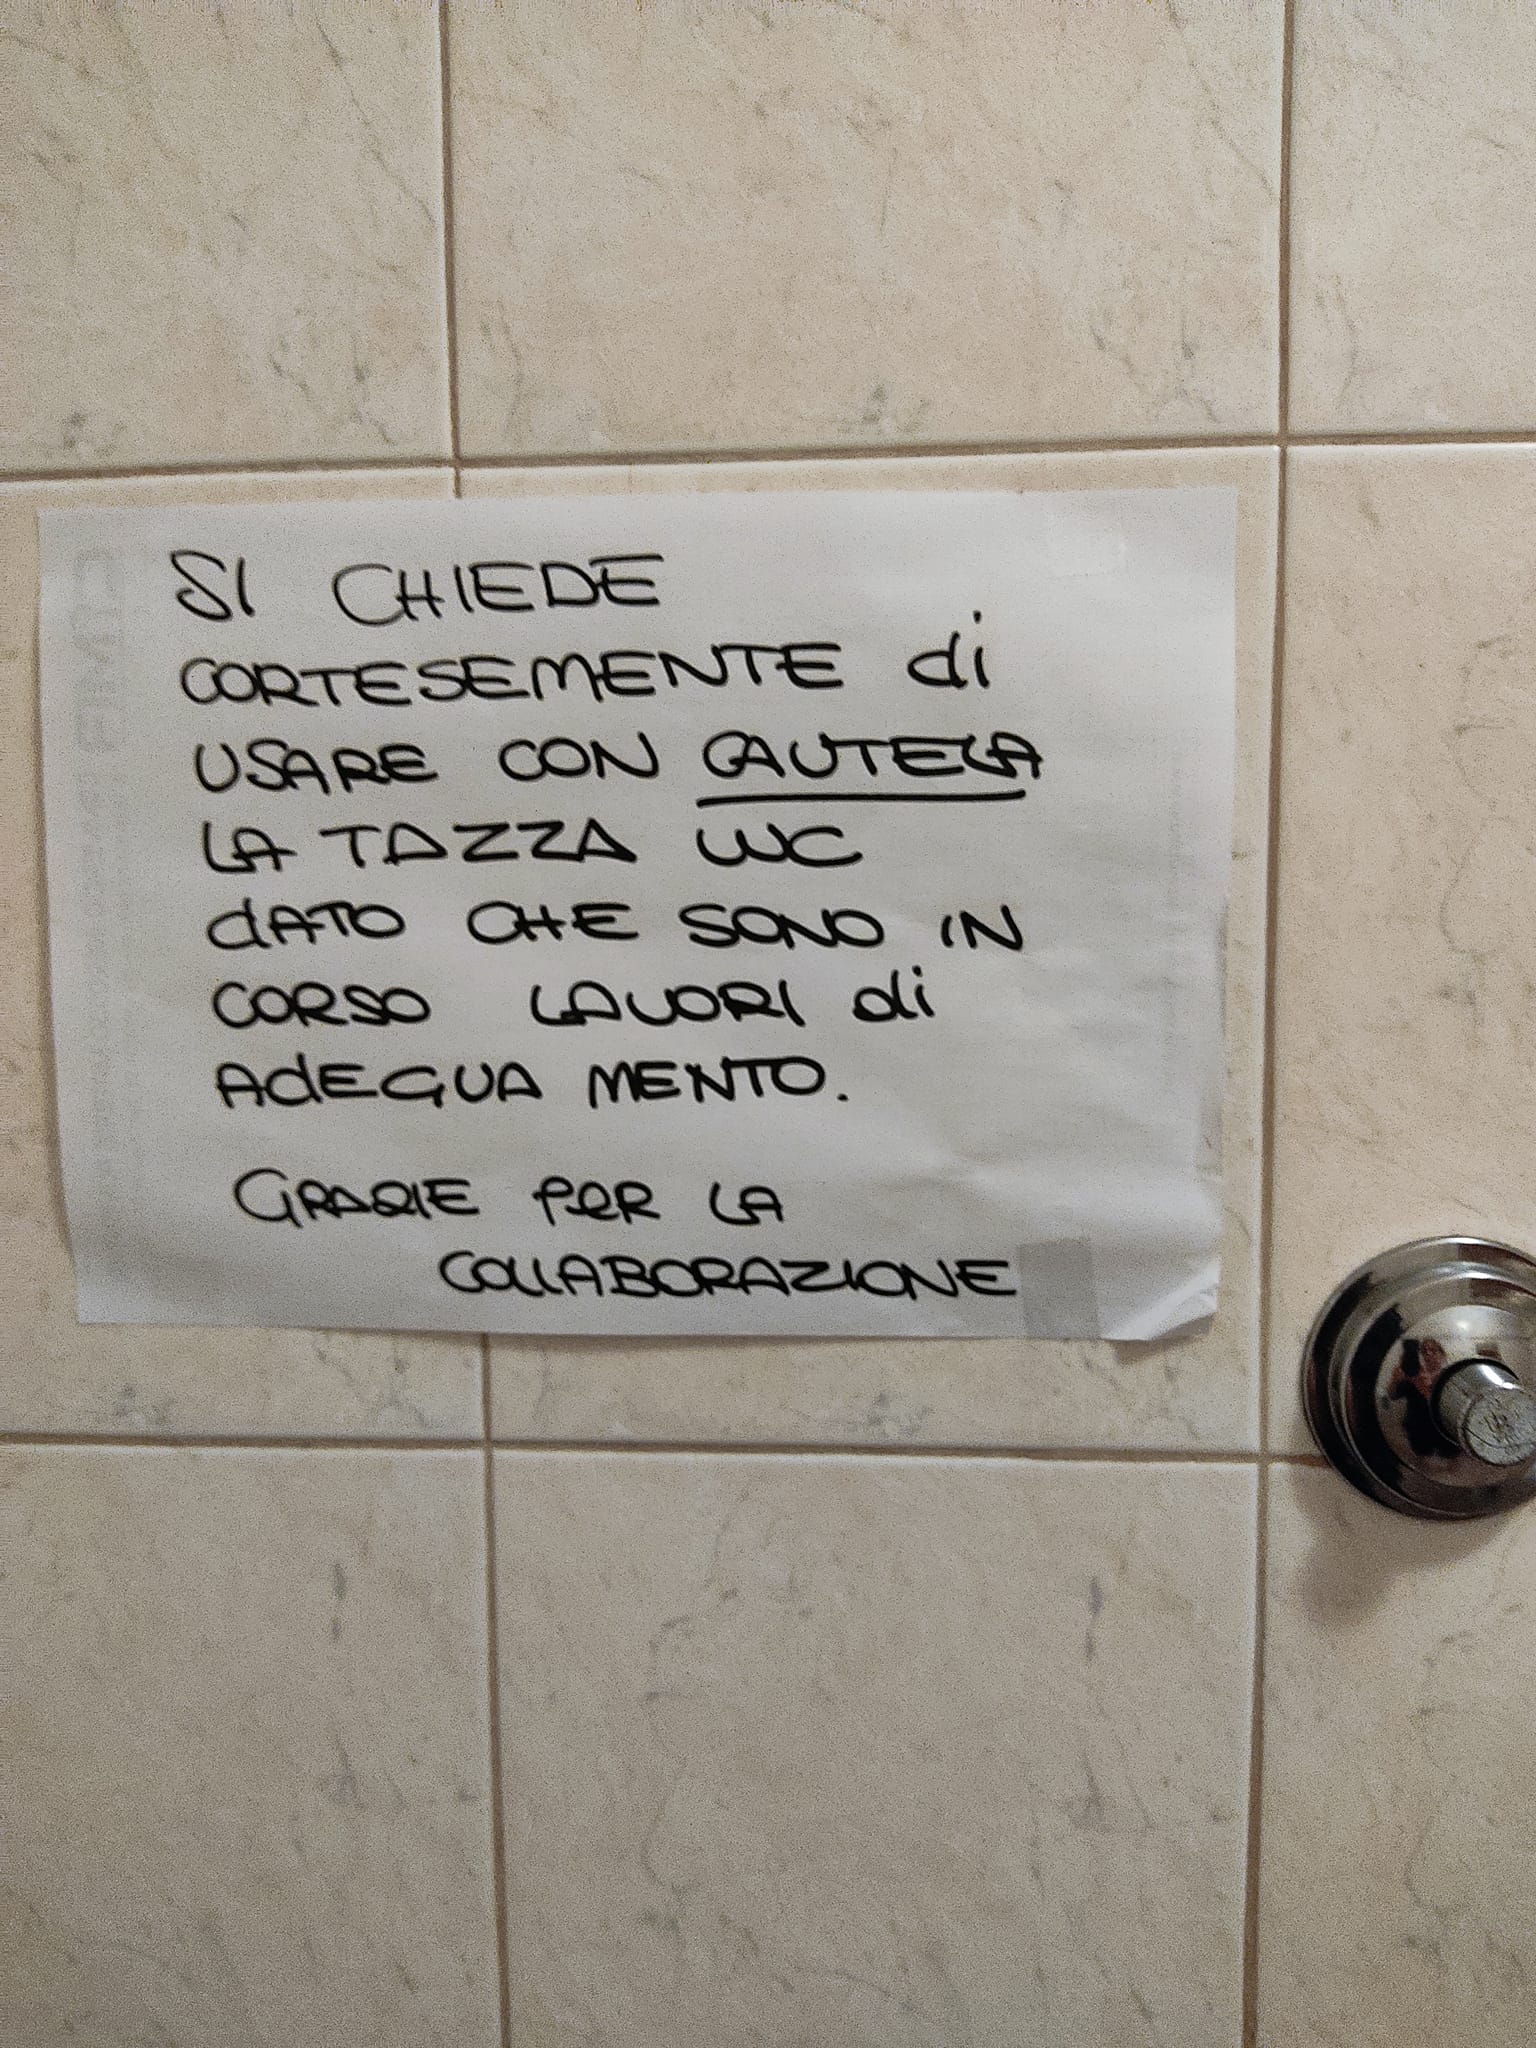 SI CHIEDE
CORTESEMENTE di
USARE CON CAUTELA
LA TAZZA WC
dATO CHE SONO IN
CORSO LAVORI di
AdEGUA MENTO.
GRAZIE PER LA
COLLABORAZIONE